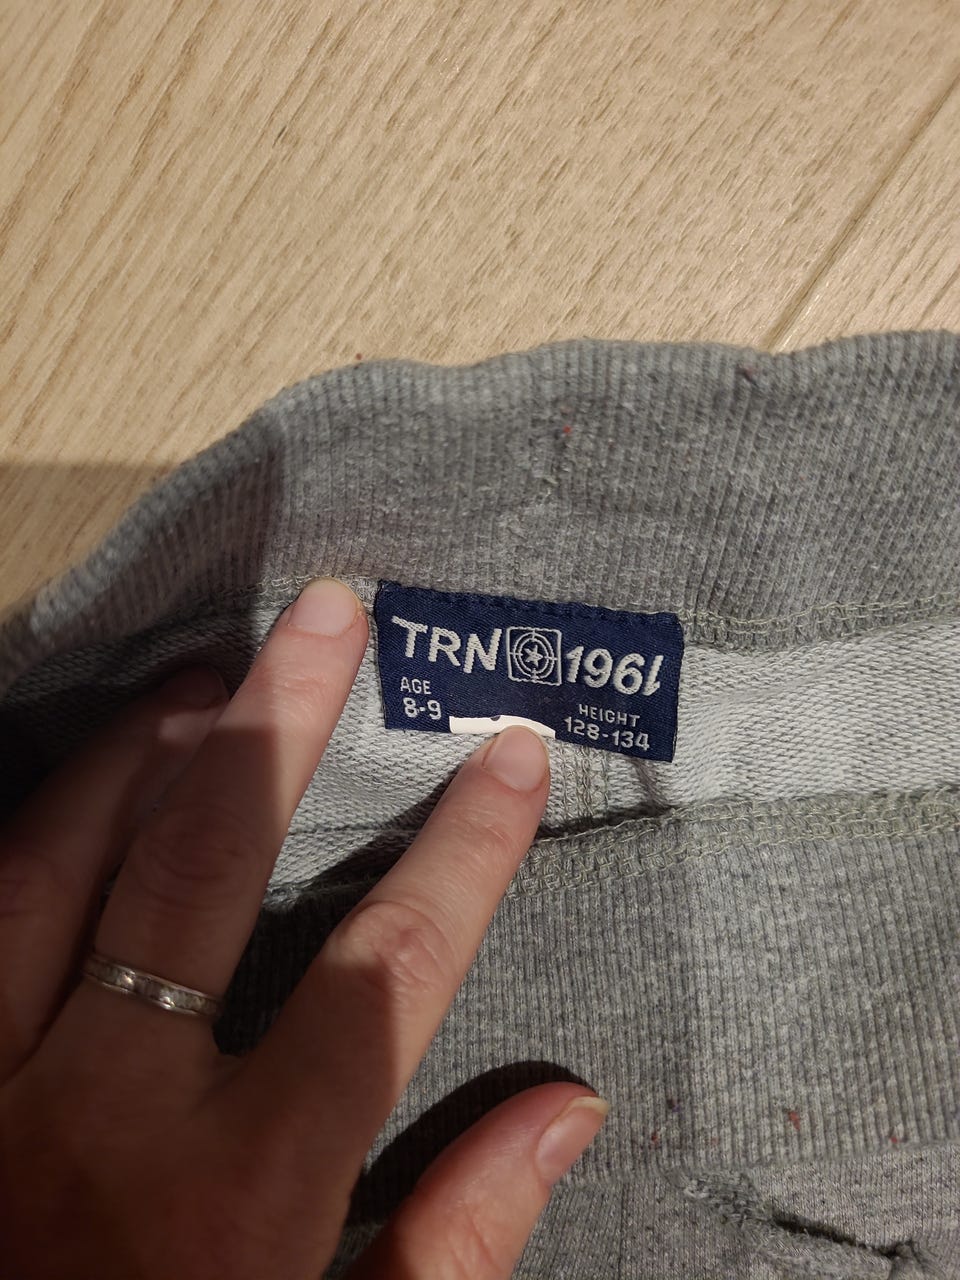 TRN 1961
AGE
8-9
HEIGHT
128-134